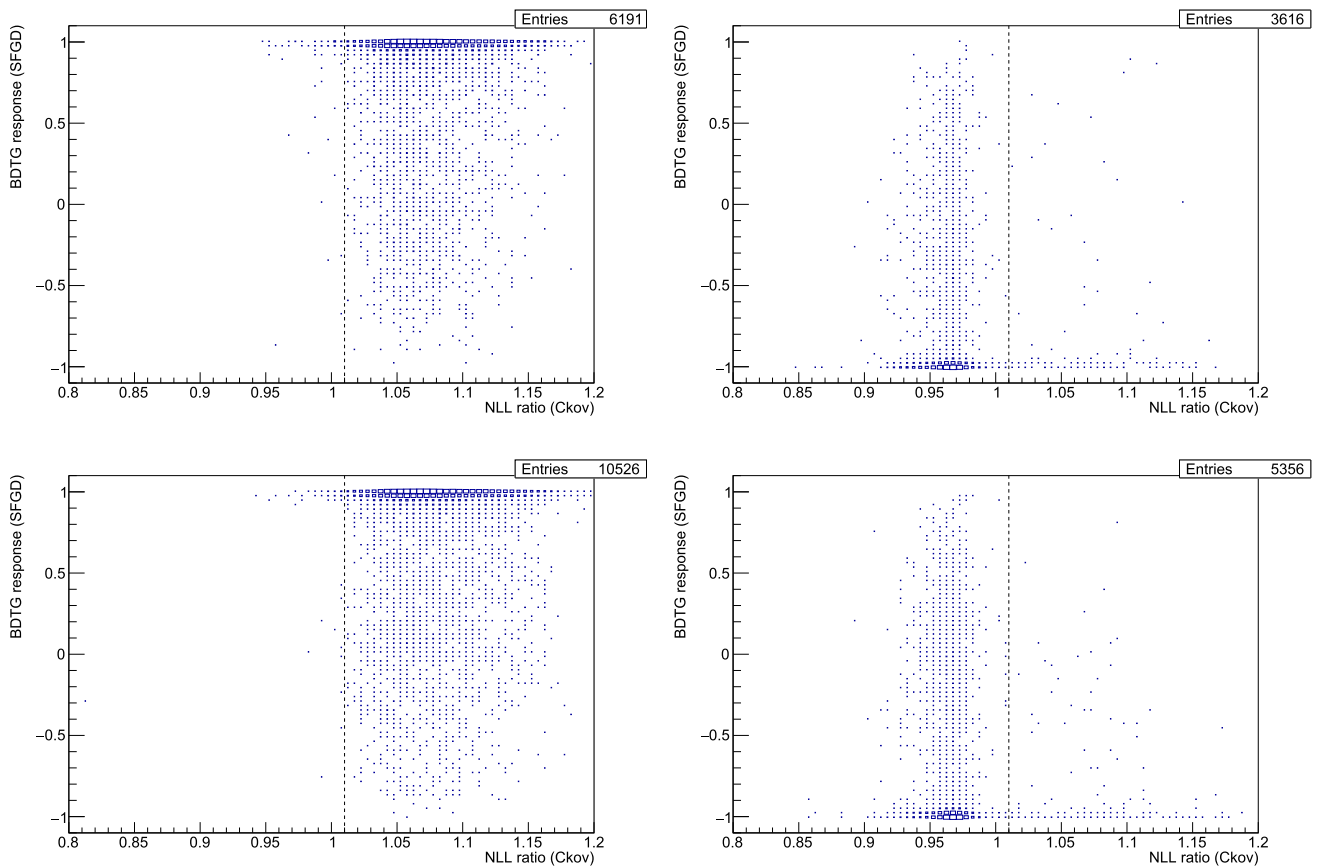 Entries 6191
BDTG response (SFGD)
1
0.5
0
−0.5
−1
0.8 0.85 0.9 0.95 1 1.05 1.1 1.15 1.2
NLL ratio (Ckov)
Entries 3616
BDTG response (SFGD)
1
0.5
0
−0.5
−1
0.8 0.85 0.9 0.95 1 1.05 1.1 1.15 1.2
NLL ratio (Ckov)
Entries 10526
BDTG response (SFGD)
1
0.5
0
−0.5
−1
0.8 0.85 0.9 0.95 1 1.05 1.1 1.15 1.2
NLL ratio (Ckov)
Entries 5356
BDTG response (SFGD)
1
0.5
0
−0.5
−1
0.8 0.85 0.9 0.95 1 1.05 1.1 1.15 1.2
NLL ratio (Ckov)